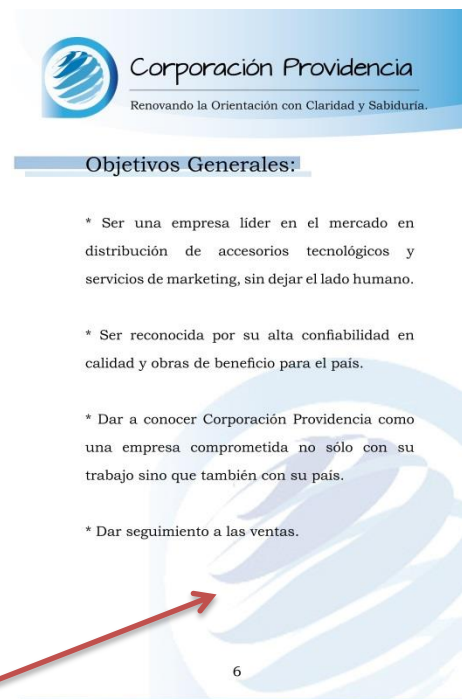 Corporación Providencia
Renovando la Orientación con Claridad y Sabiduría.
Objetivos Generales:
* Ser una empresa líder en el mercado en
distribución de accesorios tecnológicos y
servicios de marketing, sin dejar el lado humano.
* Ser reconocida por su alta confiabilidad en
calidad y obras de beneficio para el país.
* Dar a conocer Corporación Providencia como
una empresa comprometida no sólo con su
trabajo sino que también con su país.
* Dar seguimiento a las ventas.
6